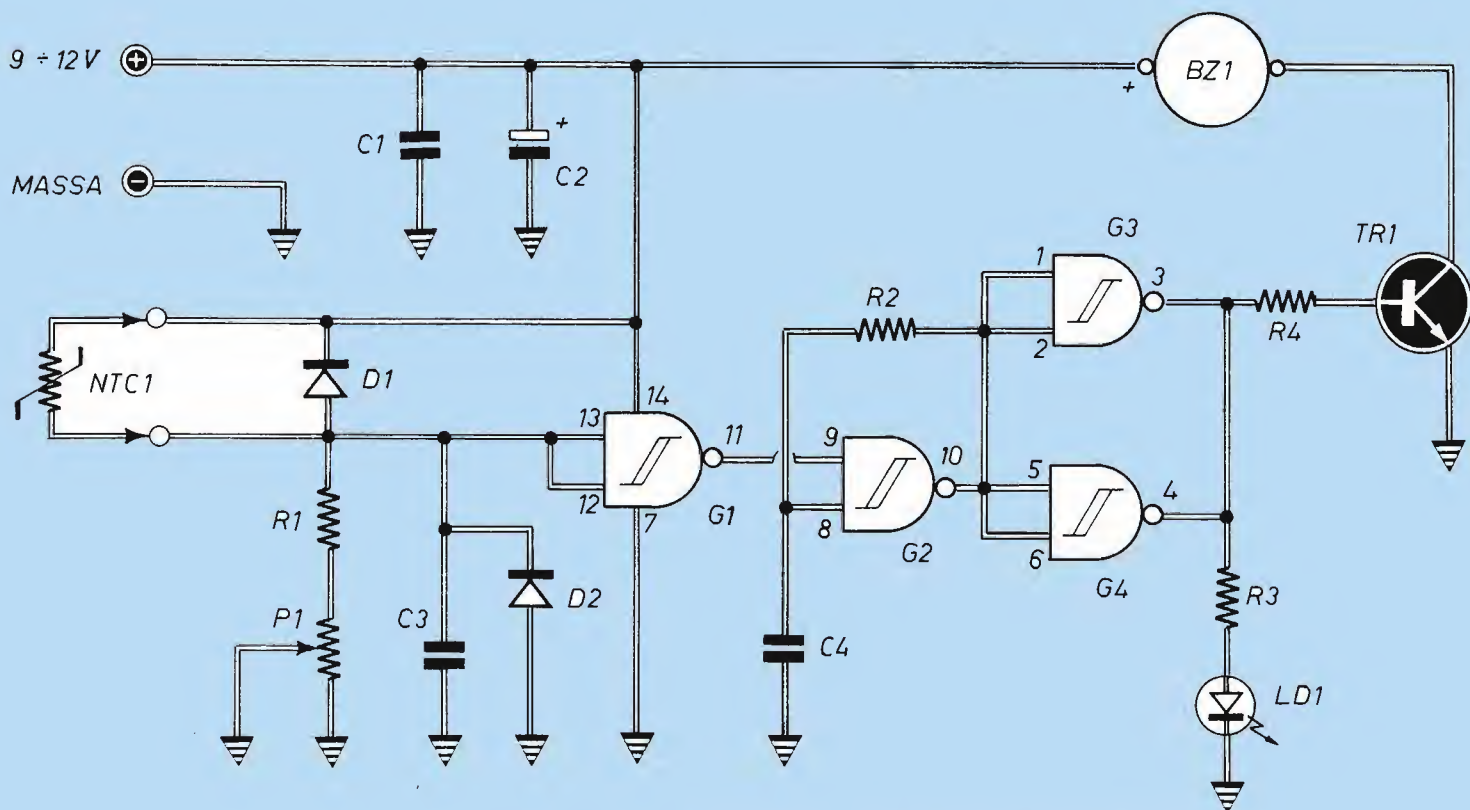 9 ÷ 12V
+
BZ1
+
C1
+
C2
MASSA
-
G3
TR1
1
3
R2
2
R4
NTC1
D1
14
13
11
9
10
5
4
12
7
G1
8
G2
6
G4
R1
R3
D2
P1
C3
C4
LD1